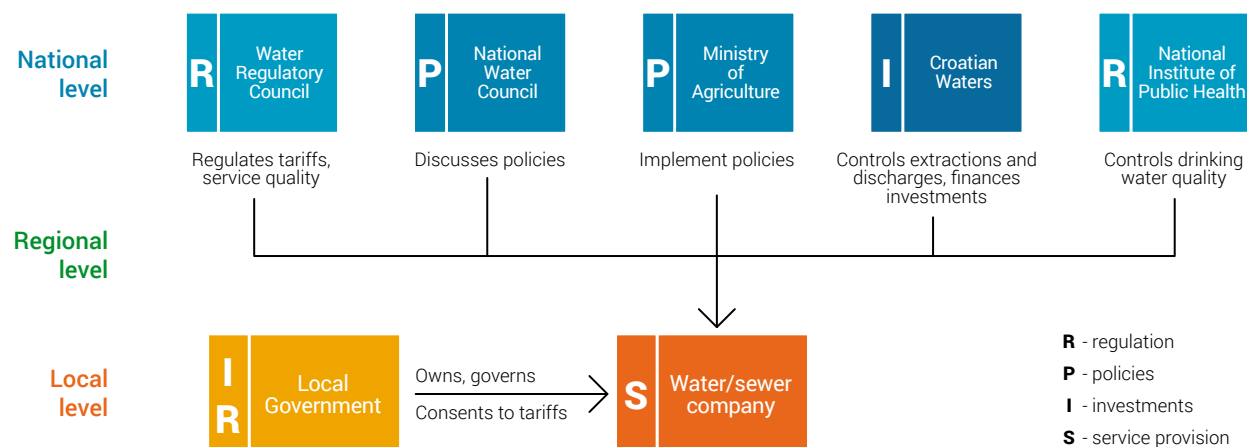 National
level
R
Water
Regulatory
Council
P
National
Water
Council
P
Ministry
of
Agriculture
I
Croatian
Waters
R
National
Institute of
Public Health
Regulates tariffs,
service quality
Discusses policies
Implement policies
Controls extractions and
discharges, finances
investments
Controls drinking
water quality
Regional
level
Local
level
I
R
Local
Government
Owns, governs
Consents to tariffs
S
Water/sewer
company
R - regulation
P - policies
I - investments
S - service provision